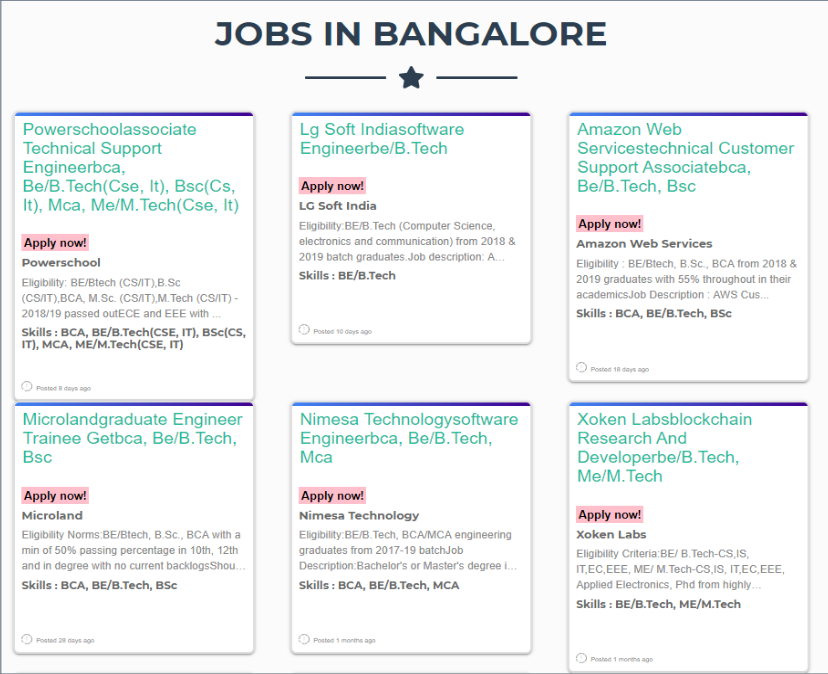 JOBS IN BANGALORE
Powerschoolassociate
Technical Support
Engineerbca,
Be/B.Tech(Cse, It), Bsc(Cs,
It), Mca, Me/M.Tech(Cse, It)
Apply now!
Powerschool
Eligibility: BE/Btech (CS/IT),B.Sc
(CS/IT),BCA, M.Sc. (CS/IT),M.Tech (CS/IT) -
2018/19 passed outECE and EEE with ...
Skills : BCA, BE/B.Tech(CSE, IT), BSc(CS,
IT), MCA, ME/M.Tech(CSE, IT)
Posted 8 days ago
Lg Soft Indiasoftware
Engineerbe/B.Tech
Apply now!
LG Soft India
Eligibility:BE/B.Tech (Computer Science,
electronics and communication) from 2018 &
2019 batch graduates.Job description: A...
Skills : BE/B.Tech
Posted 10 days ago
Amazon Web
Servicestechnical Customer
Support Associatebca,
Be/B.Tech, Bsc
Apply now!
Amazon Web Services
Eligibility : BE/Btech, B.Sc., BCA from 2018 &
2019 graduates with 55% throughout in their
academicsJob Description : AWS Cus...
Skills : BCA, BE/B.Tech, BSc
Posted 18 days ago
Microlandgraduate Engineer
Trainee Getbca, Be/B.Tech,
Bsc
Apply now!
Microland
Eligibility Norms:BE/Btech, B.Sc., BCA with a
min of 50% passing percentage in 10th, 12th
and in degree with no current backlogsShou...
Skills : BCA, BE/B.Tech, BSc
Posted 28 days ago
Nimesa Technologysoftware
Engineerbca, Be/B.Tech,
Mca
Apply now!
Nimesa Technology
Eligibility:BE/B.Tech, BCA/MCA engineering
graduates from 2017-19 batchJob
Description:Bachelor's or Master's degree i...
Skills : BCA, BE/B.Tech, MCA
Posted 1 months ago
Xoken Labsblockchain
Research And
Developerbe/B.Tech,
Me/M.Tech
Apply now!
Xoken Labs
Eligibility Criteria:BE/ B.Tech-CS,IS,
IT,EC,EEE, ME/ M.Tech-CS,IS, IT,EC,EEE,
Applied Electronics, Phd from highly...
Skills : BE/B.Tech, ME/M.Tech
Posted 1 months ago